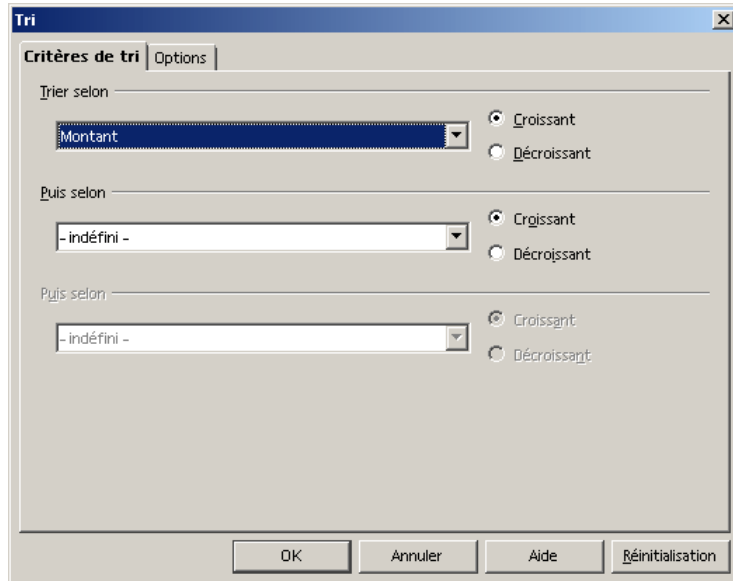 Tri
Critères de tri Options
Trier selon
Montant
Croissant
Décroissant
Puis selon
- indéfini -
Croissant
Décroissant
Puis selon
- indéfini -
Croissant
Décroissant
OK Annuler Aide Réinitialisation